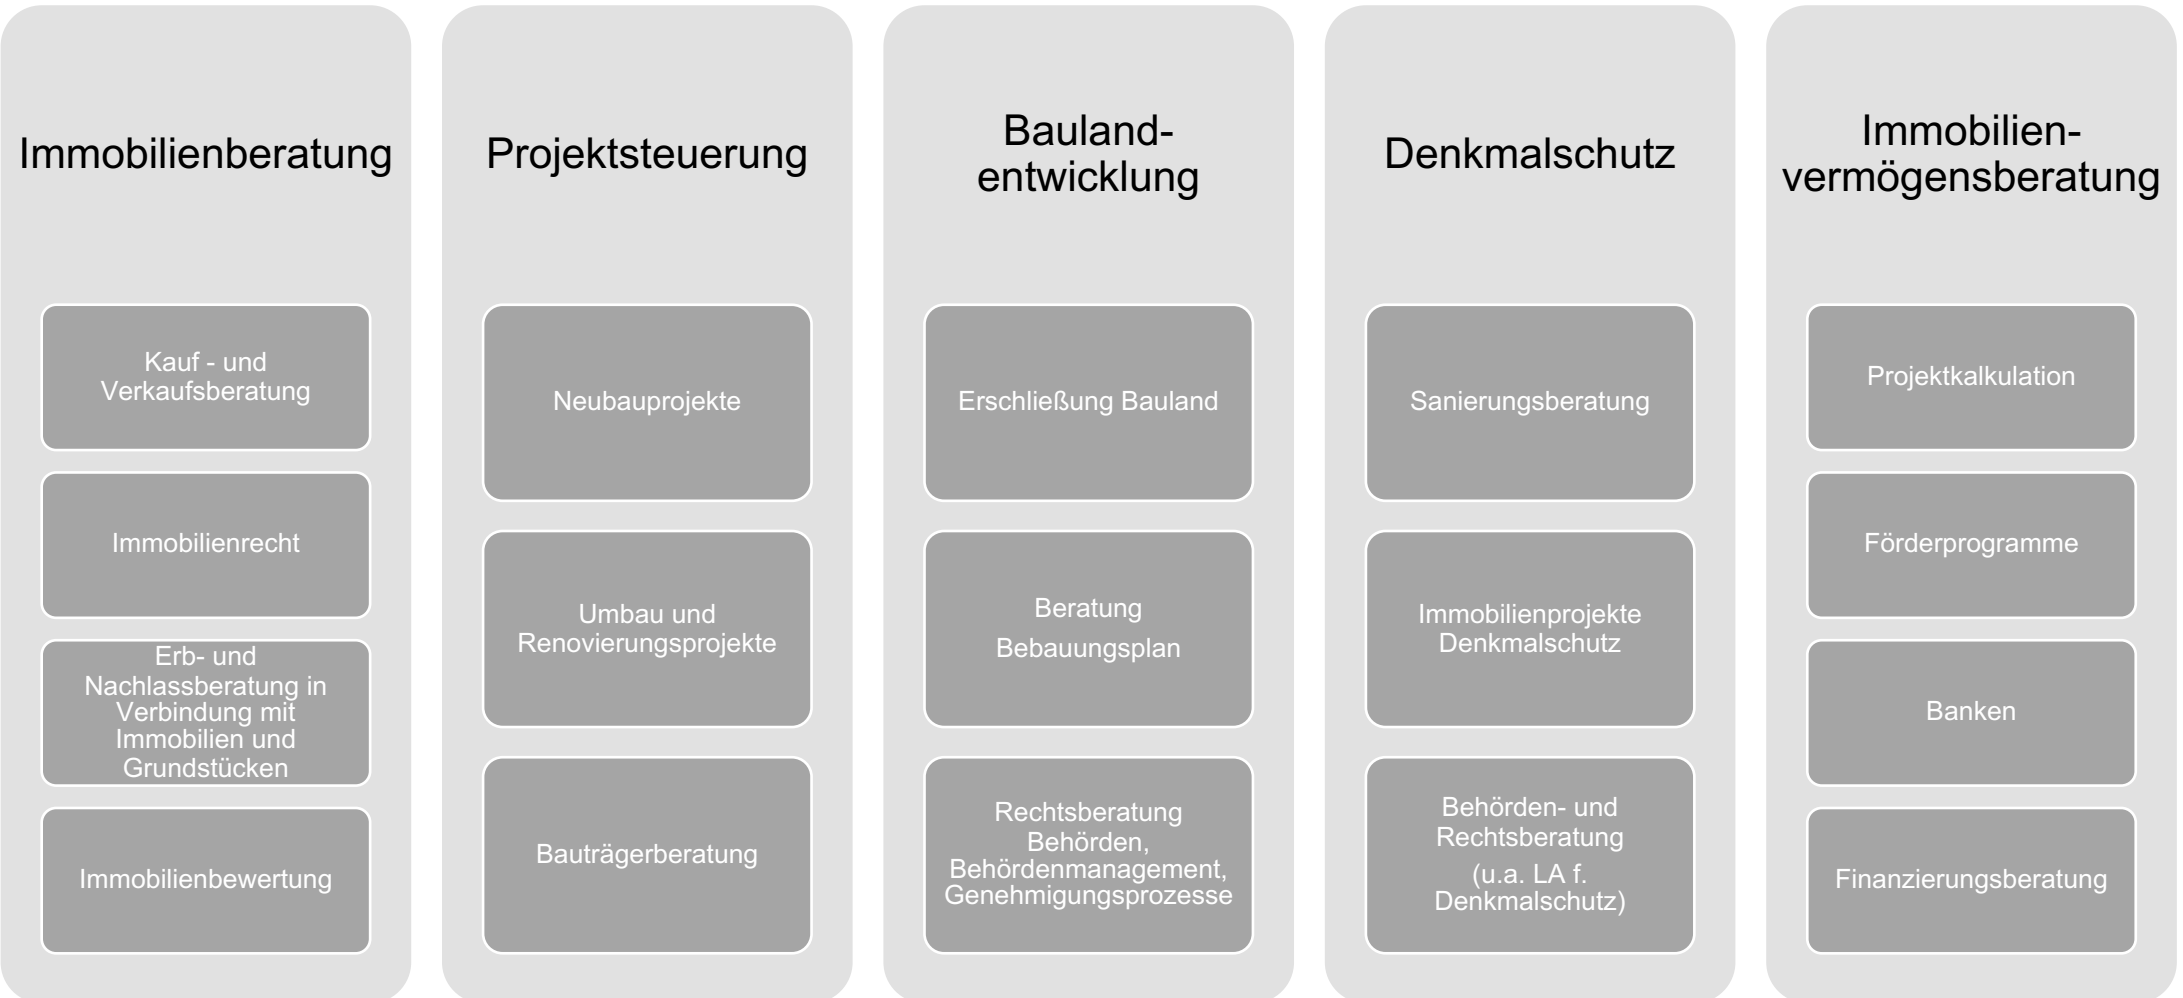 Immobilienberatung
Kauf - und
Verkaufsberatung
Immobilienrecht
Erb- und
Nachlassberatung in
Verbindung mit
Immobilien und
Grundstücken
Immobilienbewertung
Projektsteuerung
Neubauprojekte
Umbau und
Renovierungsprojekte
Bauträgerberatung
Bauland-
entwicklung
Erschließung Bauland
Beratung
Bebauungsplan
Rechtsberatung
Behörden,
Behördenmanagement,
Genehmigungsprozesse
Denkmalschutz
Sanierungsberatung
Immobilienprojekte
Denkmalschutz
Behörden- und
Rechtsberatung
(u.a. LA f.
Denkmalschutz)
Immobilien-
vermögensberatung
Projektkalkulation
Förderprogramme
Banken
Finanzierungsberatung